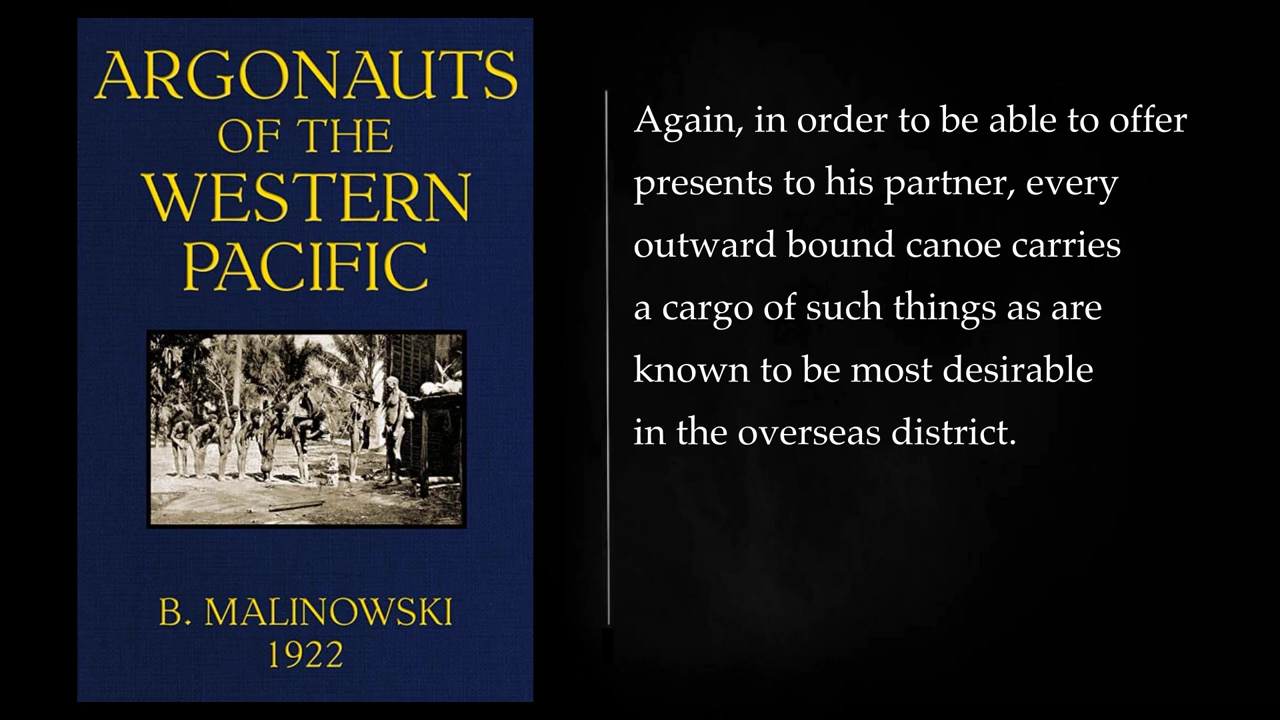 ARGONAUTS
OF THE
WESTERN
PACIFIC
B. MALINOWSKI
1922
Again, in order to be able to offer
presents to his partner, every
outward bound canoe carries
a cargo of such things as are
known to be most desirable
in the overseas district.